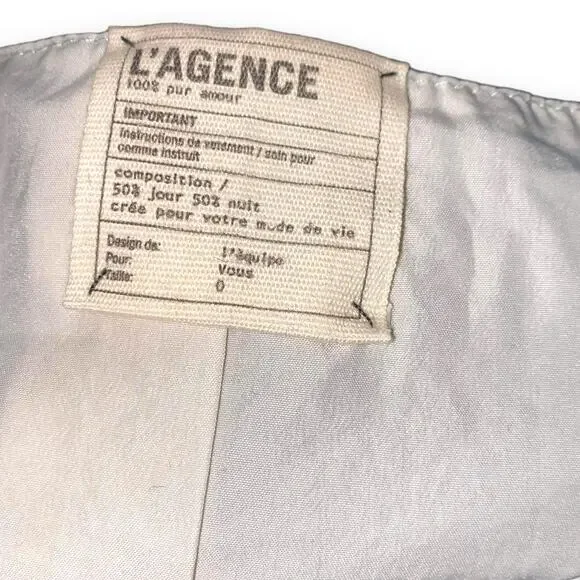 L'AGENCE
100% pur amour
IMPORTANT
Instructions de vetement / soin pour
comme instruit
composition /
50% jour 50% nuit
crée pour votre mode de vie
Design de: l'équipe
Pour: Vous
Taille: 0